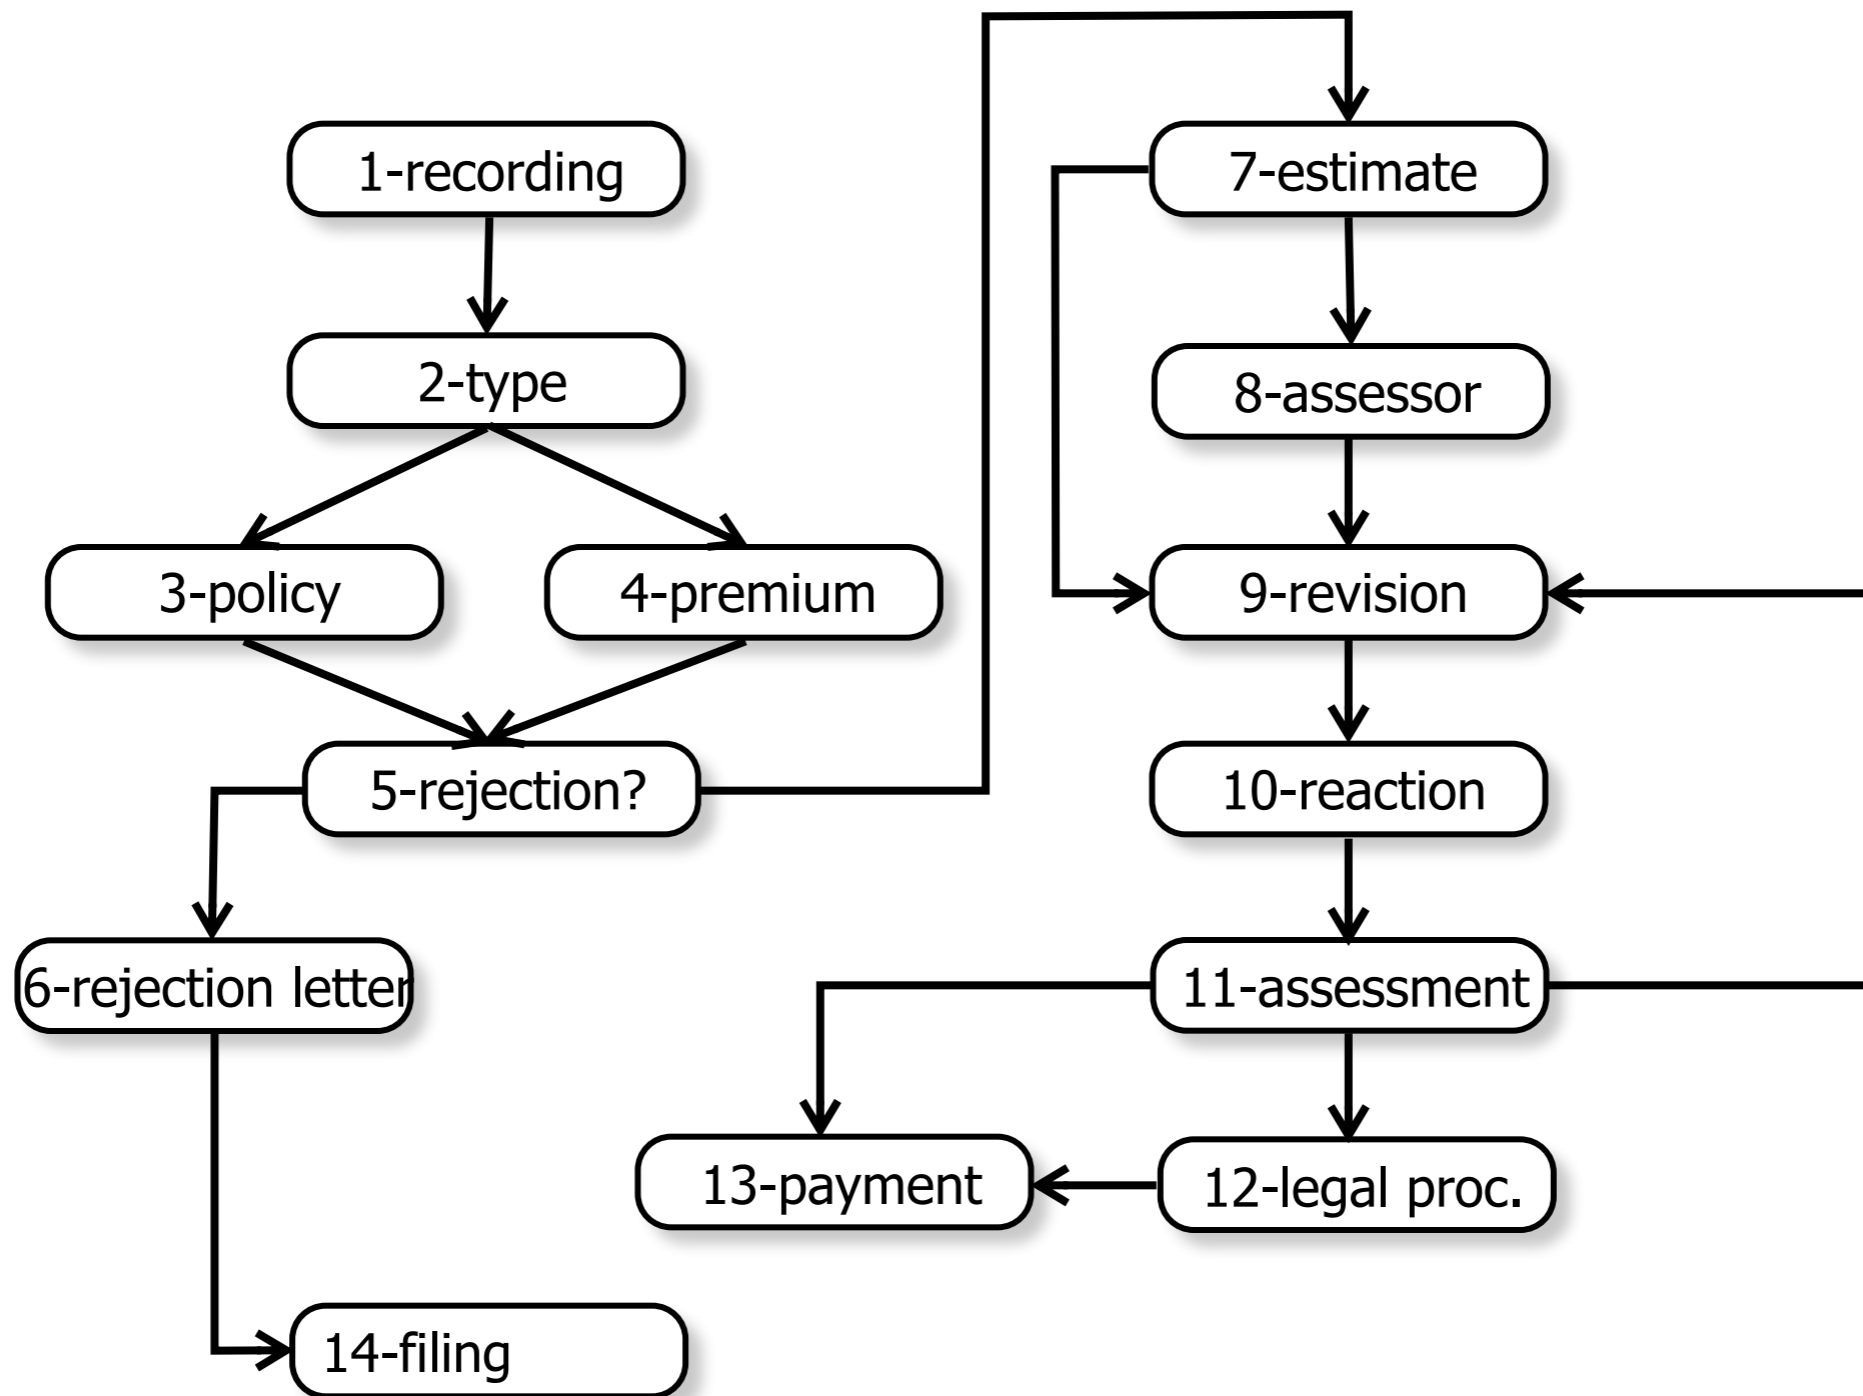 1-recording
2-type
3-policy
4-premium
5-rejection?
6-rejection letter
7-estimate
8-assessor
9-revision
10-reaction
11-assessment
12-legal proc.
13-payment
14-filing